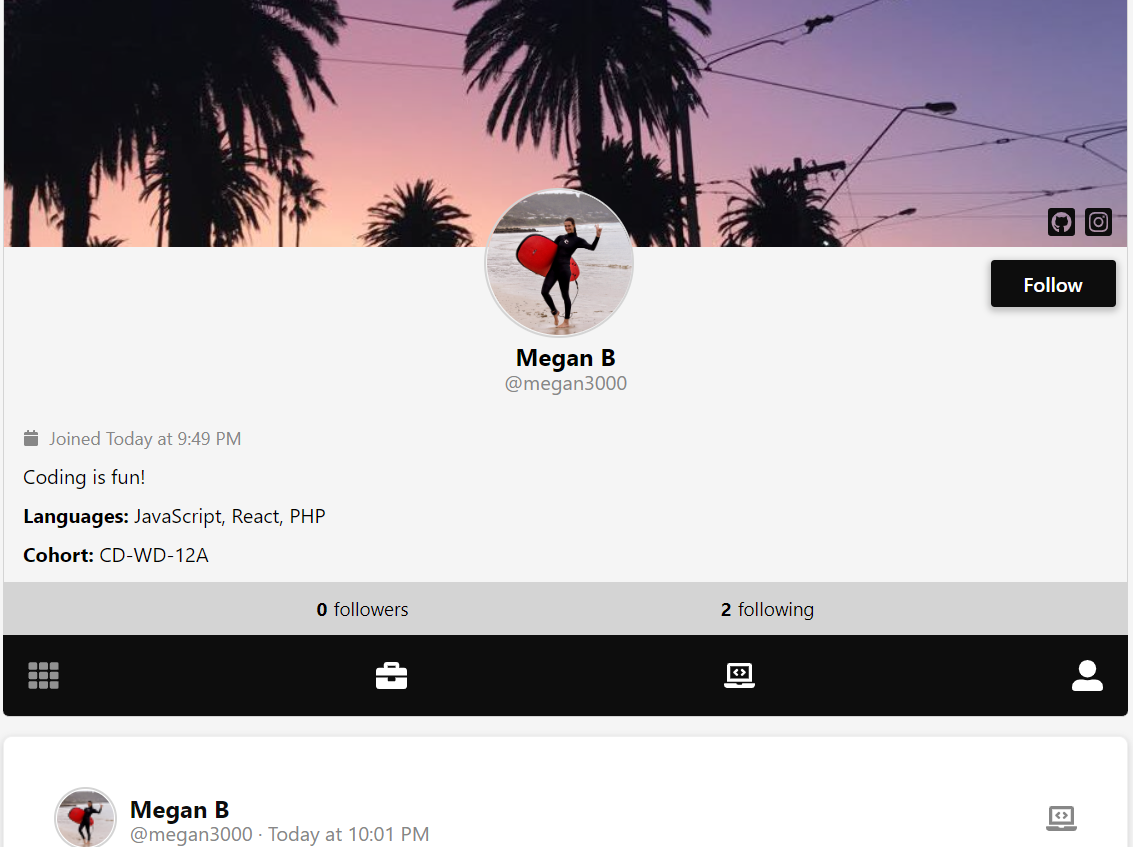 Follow
Megan B
@megan3000
Joined Today at 9:49 PM
Coding is fun!
Languages: JavaScript, React, PHP
Cohort: CD-WD-12A
0 followers
2 following
Megan B
@megan3000 · Today at 10:01 PM